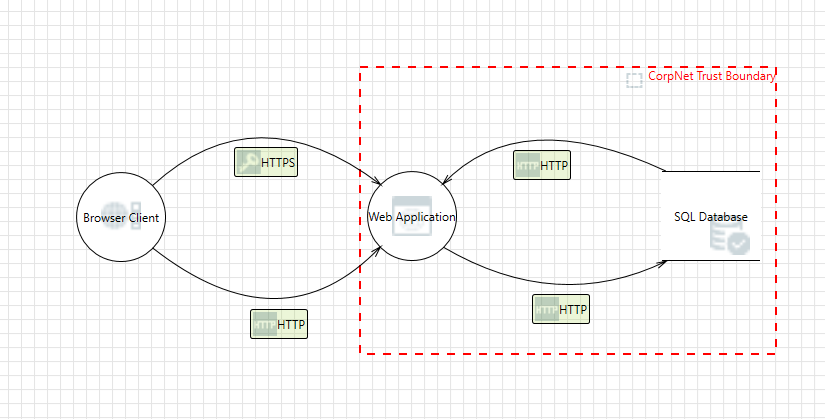 CorpNet Trust Boundary
HTTPS
HTTP
Browser Client
Web Application
SQL Database
HTTP
HTTP